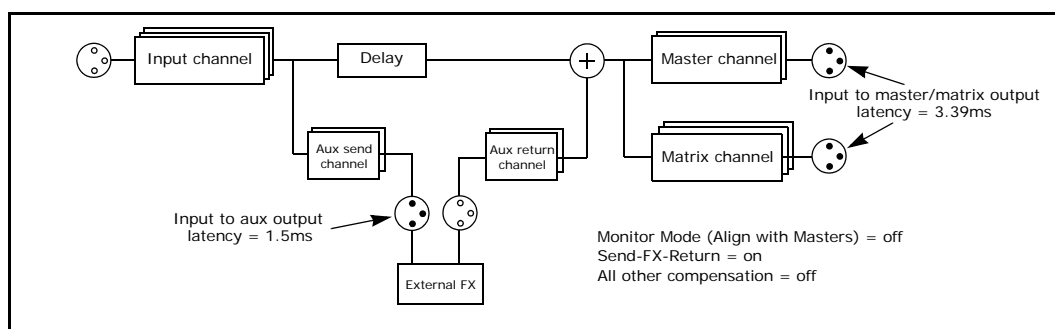 Input channel
Delay
+
Master channel
Input to master/matrix output
latency = 3.39ms
Aux send
channel
Aux return
channel
Matrix channel
Input to aux output
latency = 1.5ms
External FX
Monitor Mode (Align with Masters) = off
Send-FX-Return = on
All other compensation = off